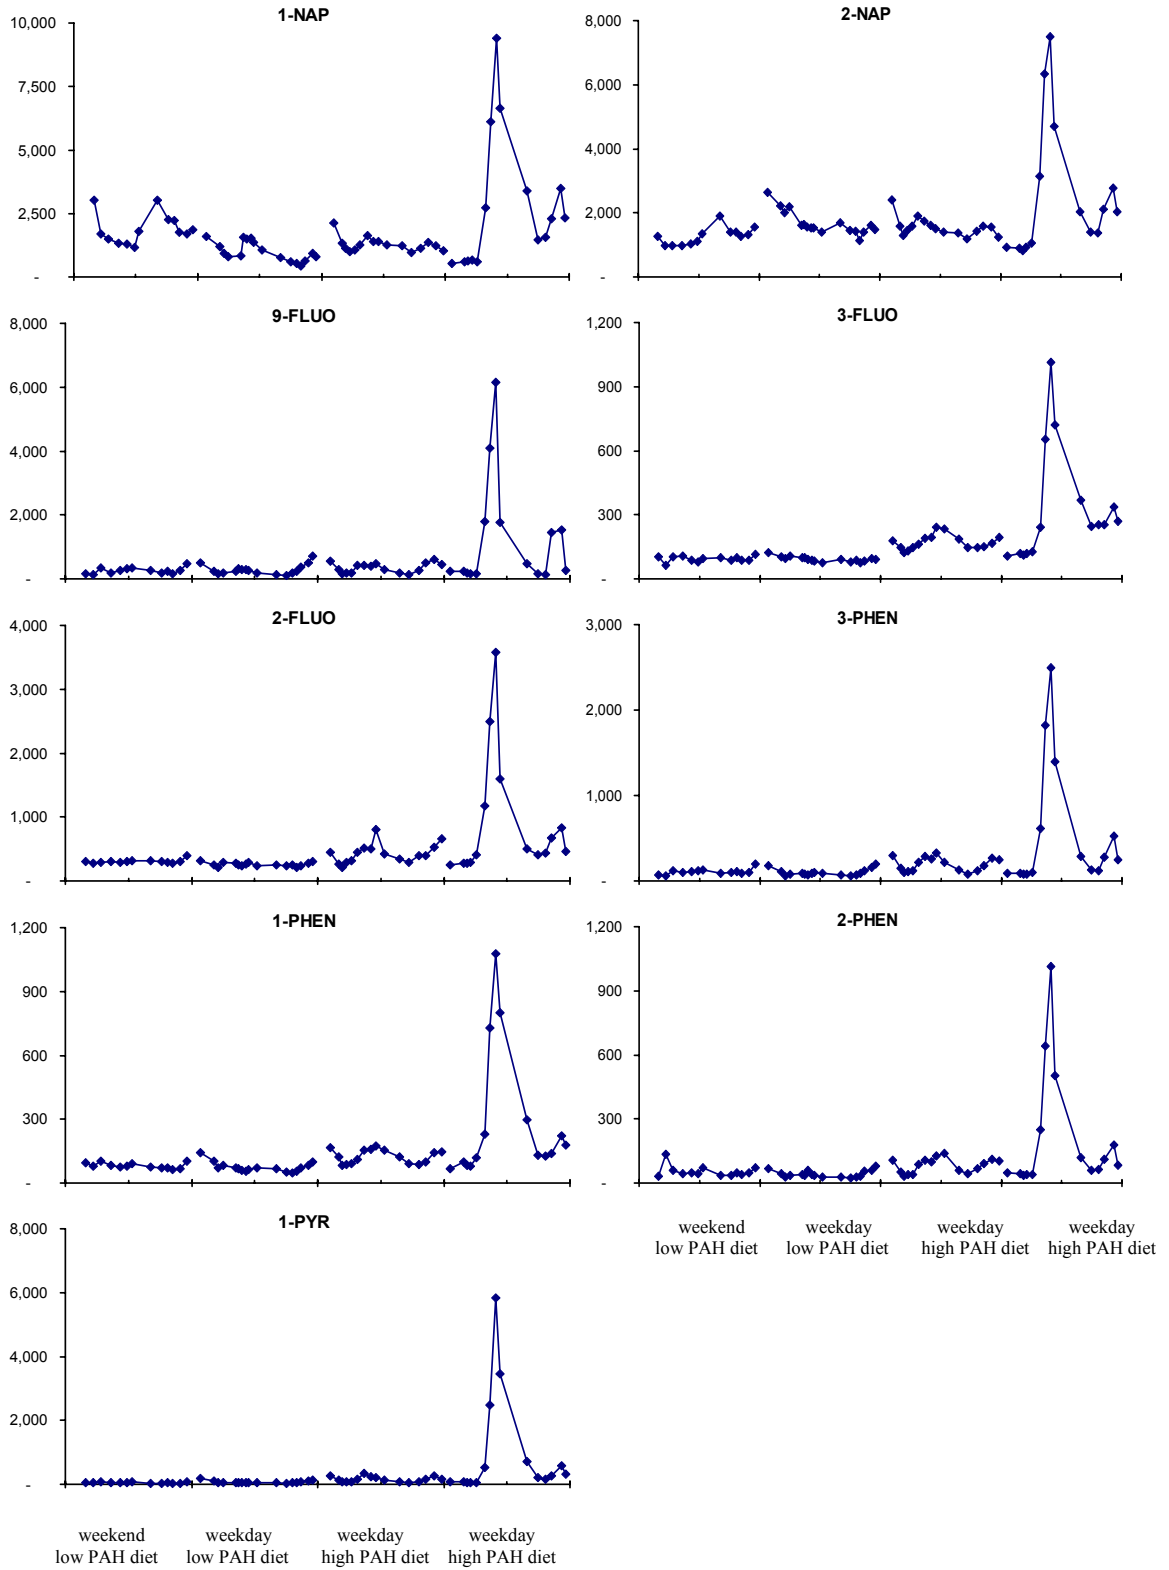 1-NAP
10,000
7,500
5,000
2,500
-
2-NAP
8,000
6,000
4,000
2,000
-
9-FLUO
8,000
6,000
4,000
2,000
-
3-FLUO
1,200
900
600
300
-
2-FLUO
4,000
3,000
2,000
1,000
-
3-PHEN
3,000
2,000
1,000
-
1-PHEN
1,200
900
600
300
-
2-PHEN
1,200
900
600
300
-
weekend
low PAH diet
weekday
low PAH diet
weekday
high PAH diet
weekday
high PAH diet
1-PYR
8,000
6,000
4,000
2,000
-
weekend
low PAH diet
weekday
low PAH diet
weekday
high PAH diet
weekday
high PAH diet